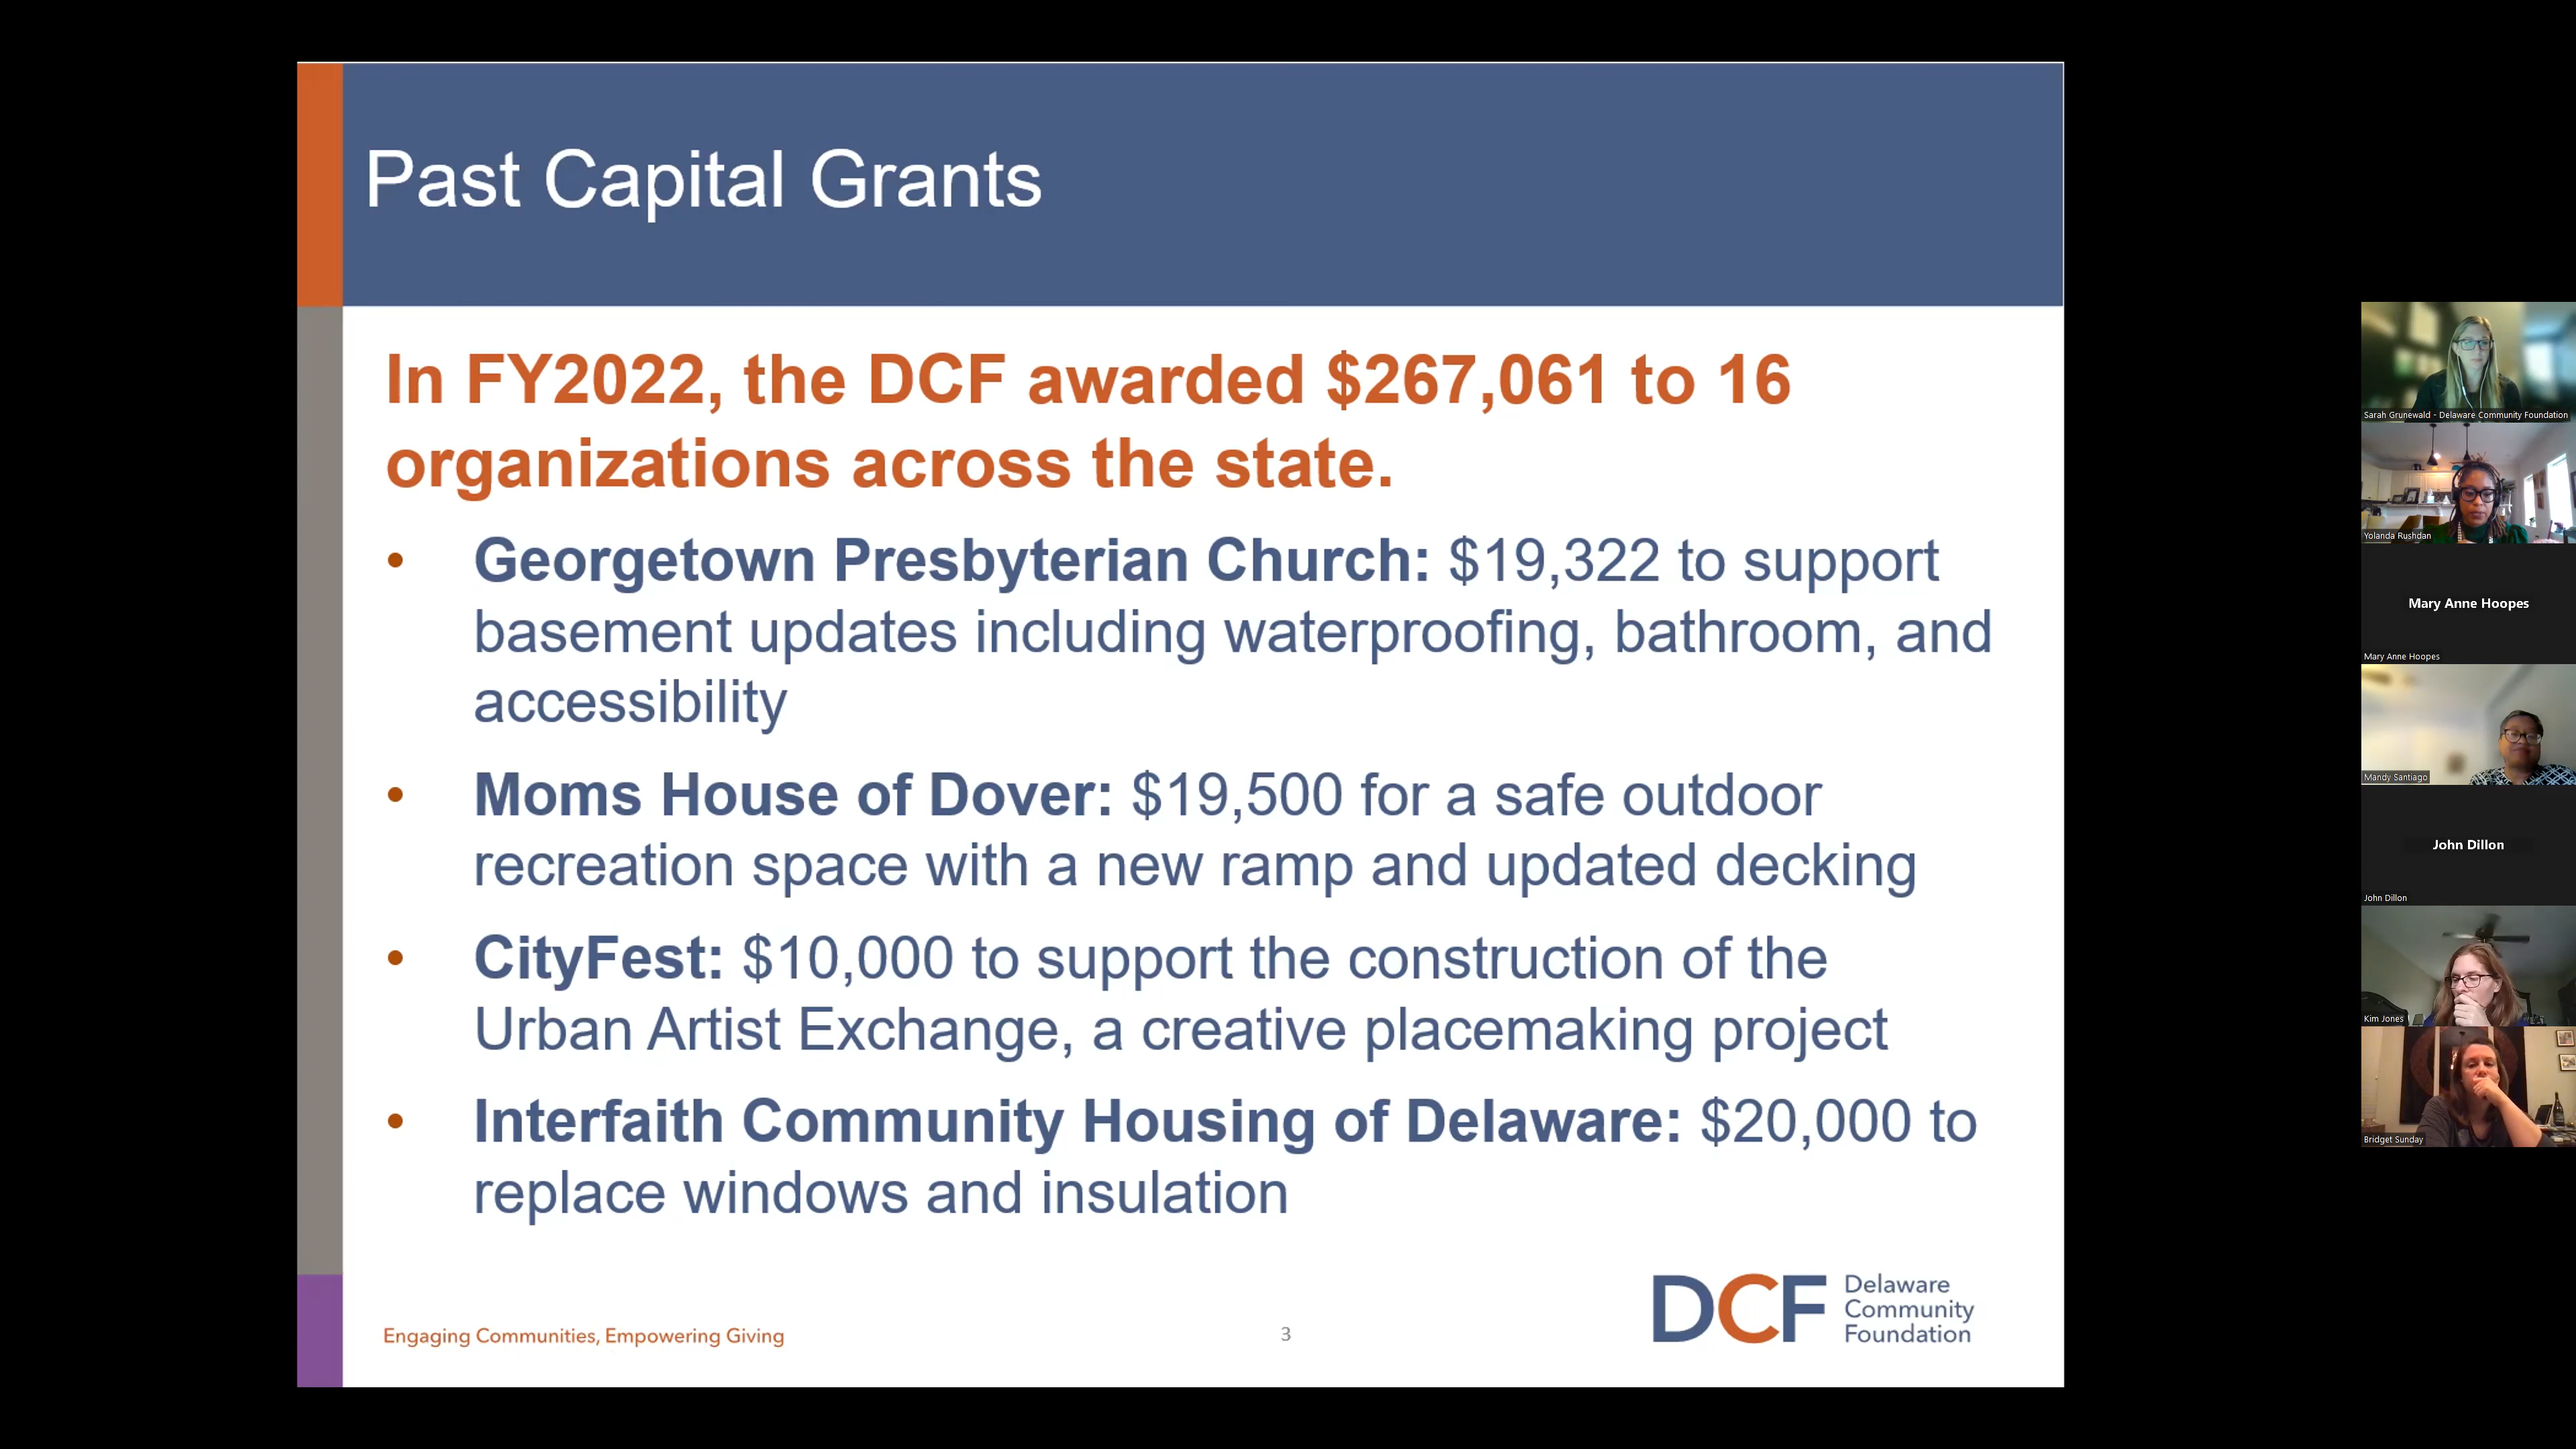 Past Capital Grants
In FY2022, the DCF awarded $267,061 to 16
organizations across the state.
• Georgetown Presbyterian Church: $19,322 to support
basement updates including waterproofing, bathroom, and
accessibility
• Moms House of Dover: $19,500 for a safe outdoor
recreation space with a new ramp and updated decking
• CityFest: $10,000 to support the construction of the
Urban Artist Exchange, a creative placemaking project
• Interfaith Community Housing of Delaware: $20,000 to
replace windows and insulation
Engaging Communities, Empowering Giving
3
DCF
Delaware
Community
Foundation
Sarah Grunewald - Delaware Community Foundation
Yolanda Rushdan
Mary Anne Hoopes
Mary Anne Hoopes
Mandy Santiago
John Dillon
John Dillon
Kim Jones
Bridget Sunday